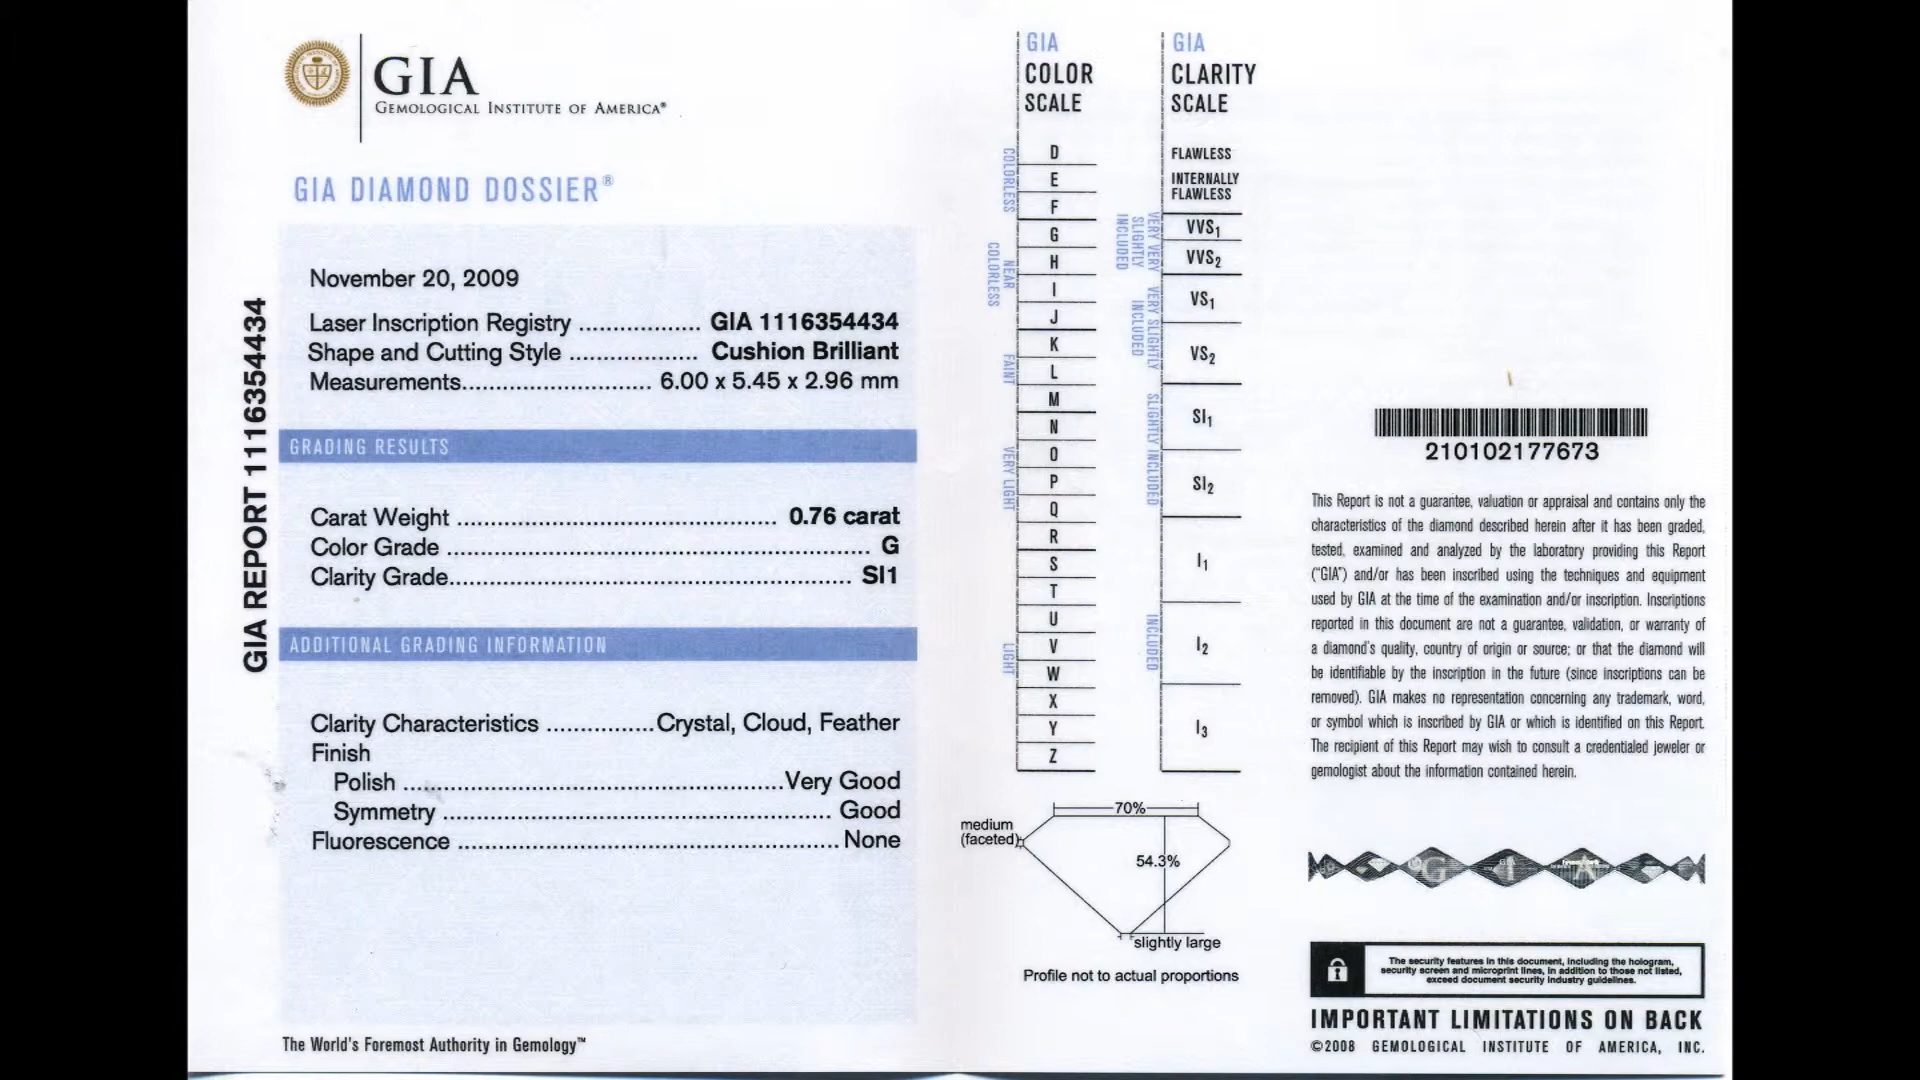 GIA
GEMOLOGICAL INSTITUTE OF AMERICA®
GIA DIAMOND DOSSIER®
GIA REPORT 1116354434
November 20, 2009
Laser Inscription Registry .................. GIA 1116354434
Shape and Cutting Style ................... Cushion Brilliant
Measurements............................ 6.00 x 5.45 x 2.96 mm
GRADING RESULTS
Carat Weight ............................................... 0.76 carat
Color Grade .............................................................. G
Clarity Grade........................................................... SI1
ADDITIONAL GRADING INFORMATION
Clarity Characteristics ................Crystal, Cloud, Feather
Finish
Polish .......................................................Very Good
Symmetry ......................................................... Good
Fluorescence .......................................................None
The World's Foremost Authority in Gemology™
GIA
COLOR
SCALE
COLORLESS
D
E
F
NEAR
COLORLESS
G
H
I
J
FAINT
K
L
M
VERY LIGHT
N
O
P
Q
R
LIGHT
S
T
U
V
W
X
Y
Z
GIA
CLARITY
SCALE
FLAWLESS
INTERNALLY
FLAWLESS
VERY VERY
SLIGHTLY
INCLUDED
VVS1
VVS2
VERY SLIGHTLY
INCLUDED
VS1
VS2
SLIGHTLY INCLUDED
SI1
SI2
INCLUDED
I1
I2
I3
70%
medium
(faceted)
54.3%
slightly large
Profile not to actual proportions
210102177673
This Report is not a guarantee, valuation or appraisal and contains only the
characteristics of the diamond described herein after it has been graded,
tested, examined and analyzed by the laboratory providing this Report
("GIA") and/or has been inscribed using the techniques and equipment
used by GIA at the time of the examination and/or inscription. Inscriptions
reported in this document are not a guarantee, validation, or warranty of
a diamond's quality, country of origin or source; or that the diamond will
be identifiable by the inscription in the future (since inscriptions can be
removed). GIA makes no representation concerning any trademark, word,
or symbol which is inscribed by GIA or which is identified on this Report.
The recipient of this Report may wish to consult a credentialed jeweler or
gemologist about the information contained herein.
G I A
The security features in this document, including the hologram,
security screen and microprint lines, in addition to those not listed,
exceed document security industry guidelines.
IMPORTANT LIMITATIONS ON BACK
©2008 GEMOLOGICAL INSTITUTE OF AMERICA, INC.